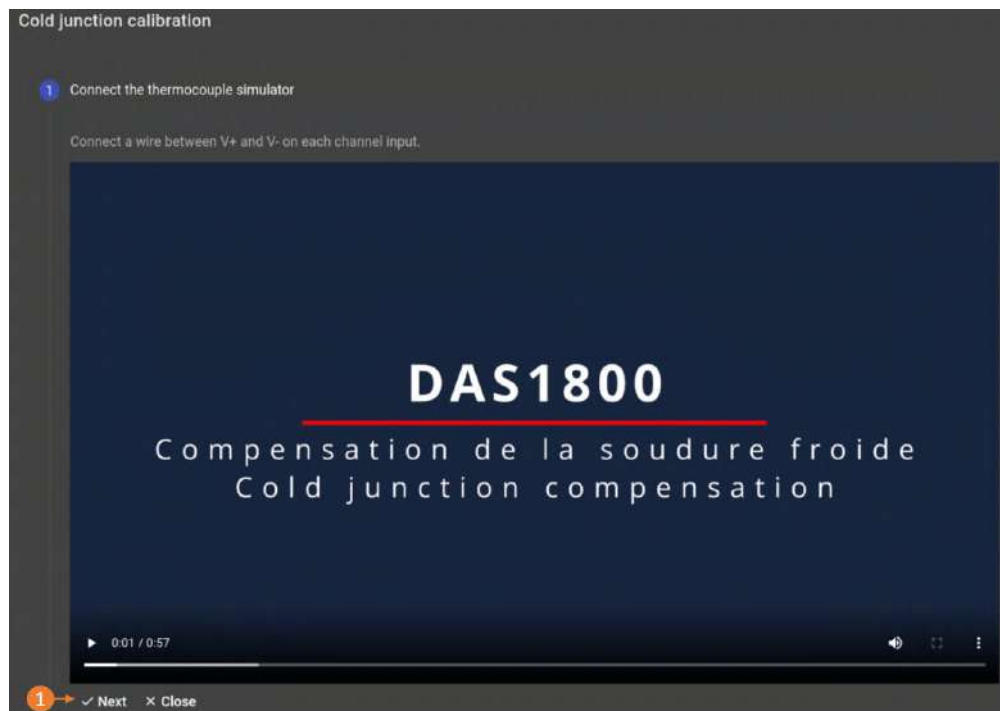 Cold junction calibration
1 Connect the thermocouple simulator
Connect a wire between V+ and V- on each channel input.
DAS1800
Compensation de la soudure froide
Cold junction compensation
0:01 / 0:57
1 Next Close